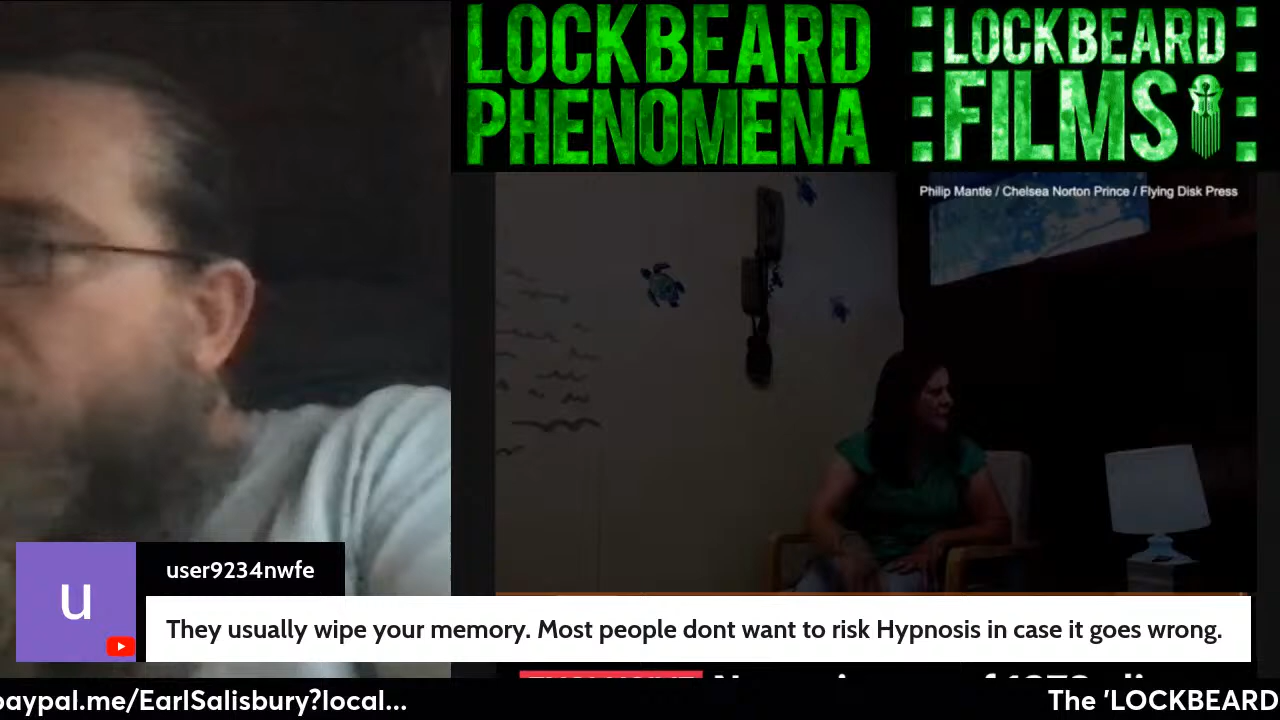 LOCKBEARD
PHENOMENA
LOCKBEARD
FILMS
Philip Mantle / Chelsea Norton Prince / Flying Disk Press
u
user9234nwfe
They usually wipe your memory. Most people dont want to risk Hypnosis in case it goes wrong.
paypal.me/EarlSalisbury?local...
The 'LOCKBEARD